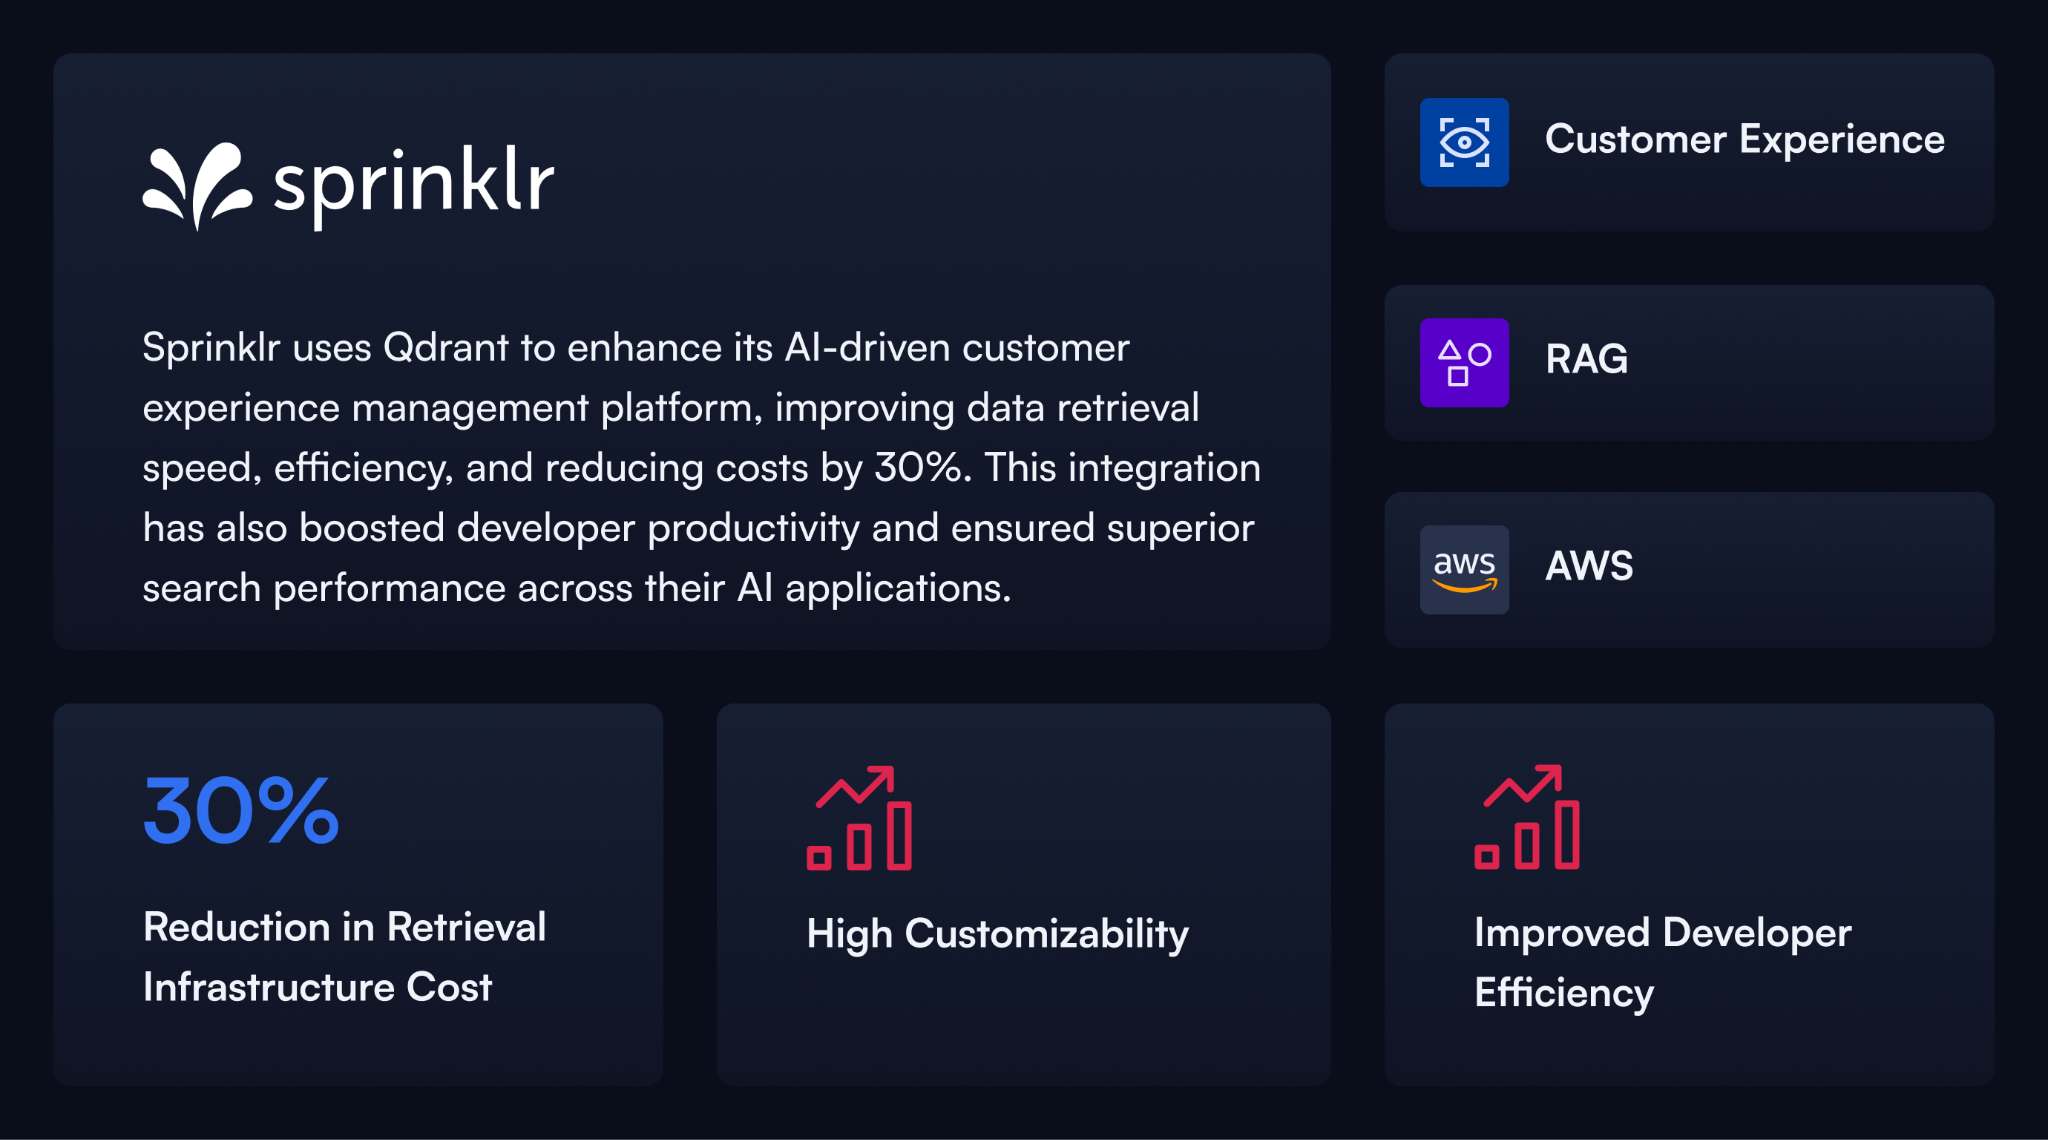 sprinklr
Sprinklr uses Qdrant to enhance its AI-driven customer
experience management platform, improving data retrieval
speed, efficiency, and reducing costs by 30%. This integration
has also boosted developer productivity and ensured superior
search performance across their AI applications.
Customer Experience
RAG
aws
AWS
30%
Reduction in Retrieval
Infrastructure Cost
High Customizability
Improved Developer
Efficiency